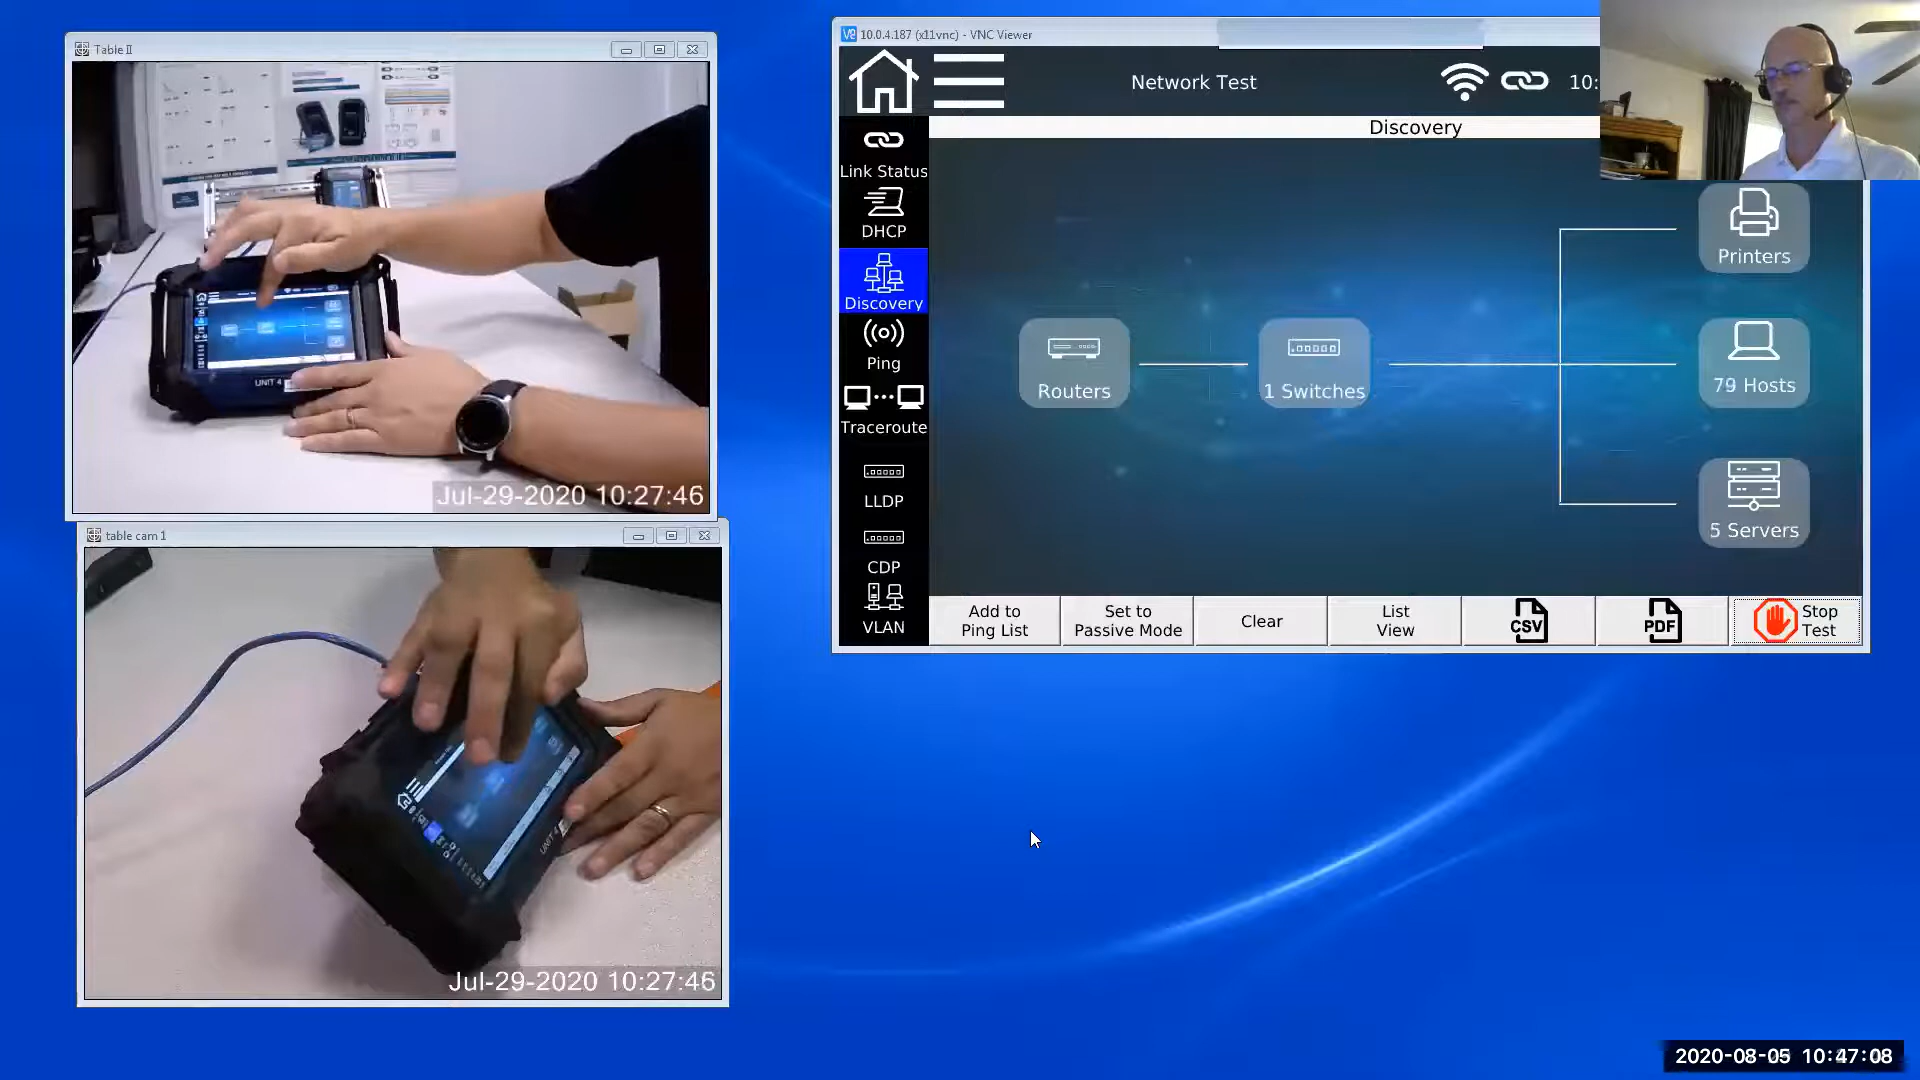 Table II
UNIT 4
Jul-29-2020 10:27:46
table cam 1
UNIT 4
Jul-29-2020 10:27:46
10.0.4.187 (x11vnc) - VNC Viewer
Network Test
10:
Discovery
Link Status
DHCP
Discovery
Ping
Traceroute
LLDP
CDP
VLAN
Routers
1 Switches
Printers
79 Hosts
5 Servers
Add to
Ping List
Set to
Passive Mode
Clear
List
View
CSV
PDF
Stop
Test
2020-08-05 10:47:08